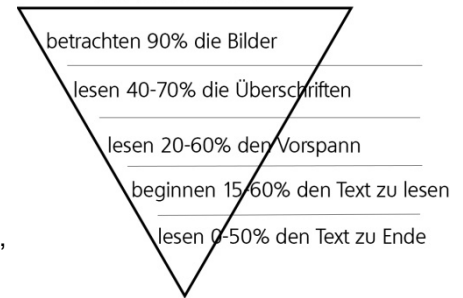 betrachten 90% die Bilder
lesen 40-70% die Überschriften
lesen 20-60% den Vorspann
beginnen 15-60% den Text zu lesen
lesen 0-50% den Text zu Ende
,